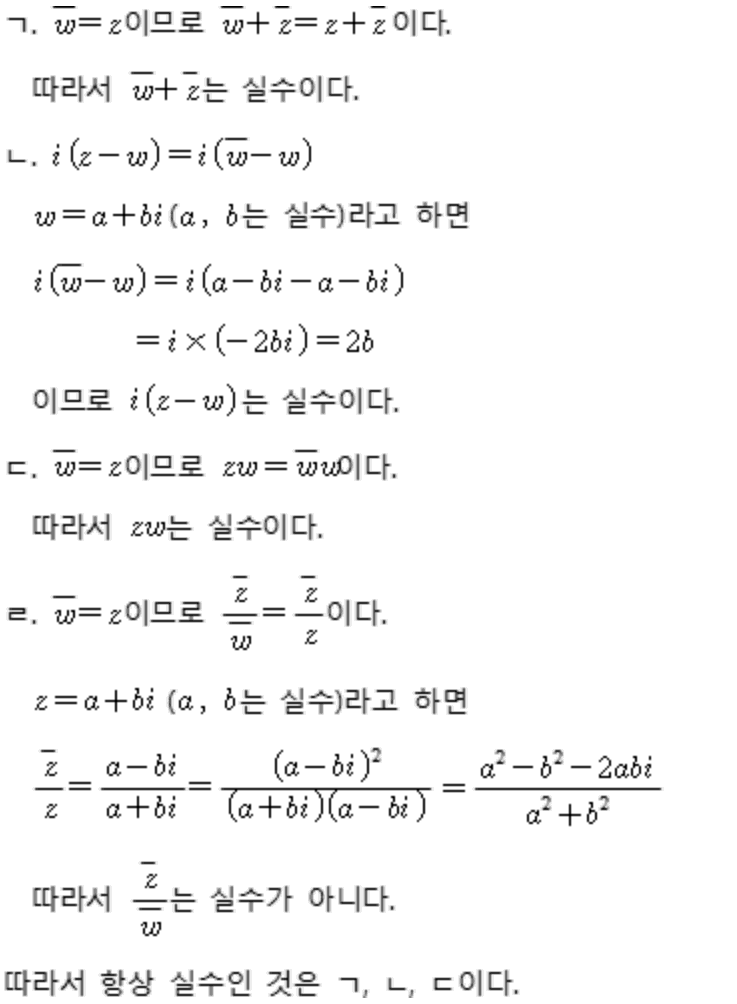 ㄱ. w̅=z이므로 w̅+z̅=z+z̅이다.
따라서 w̅+z̅는 실수이다.
ㄴ. i(z-w)=i(w̅-w)
w=a+bi(a, b는 실수)라고 하면
i(w̅-w)=i(a-bi-a-bi)
=i×(-2bi)=2b
이므로 i(z-w)는 실수이다.
ㄷ. w̅=z이므로 zw=w̅w이다.
따라서 zw는 실수이다.
ㄹ. w̅=z이므로 z̅/w̅=z̅/z이다.
z=a+bi (a, b는 실수)라고 하면
z̅/z=(a-bi)/(a+bi)=(a-bi)²/((a+bi)(a-bi))=(a²-b²-2abi)/(a²+b²)
따라서 z̅/w̅는 실수가 아니다.
따라서 항상 실수인 것은 ㄱ, ㄴ, ㄷ이다.